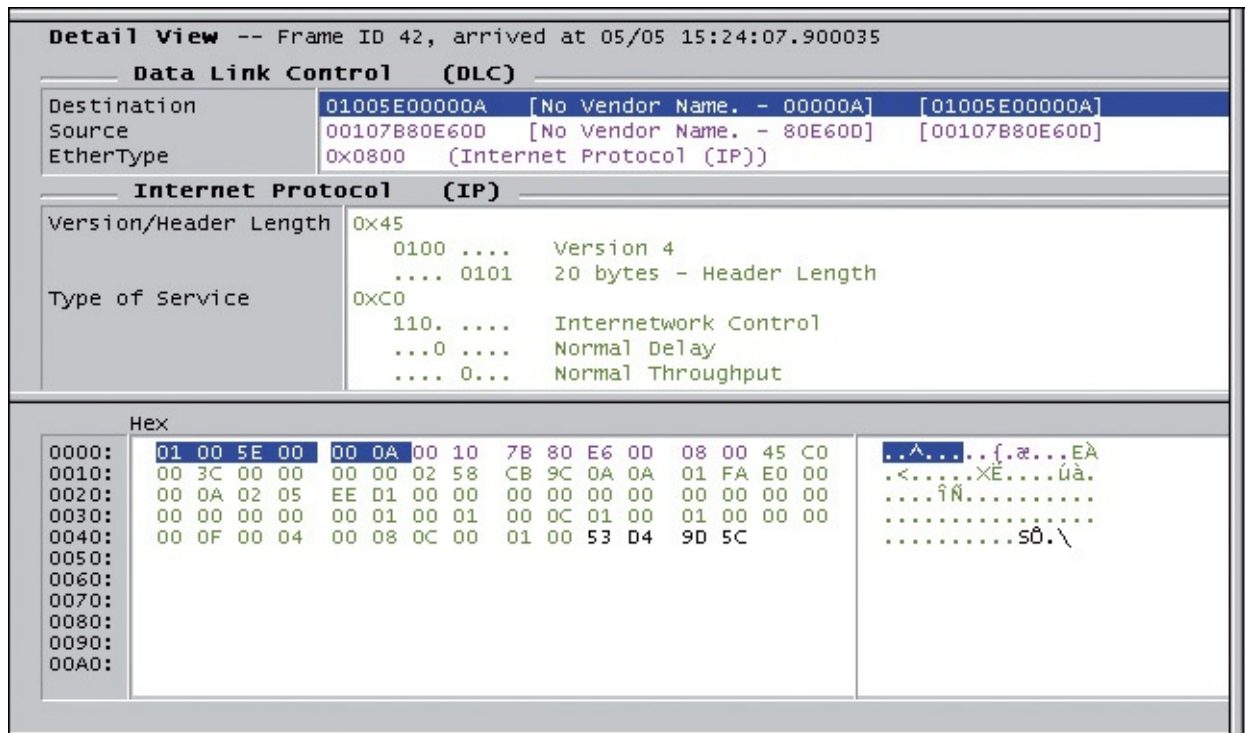 Detail View -- Frame ID 42, arrived at 05/05 15:24:07.900035
Data Link Control (DLC)
Destination 01005E00000A [No Vendor Name. - 00000A] [01005E00000A]
Source 00107B80E60D [No Vendor Name. - 80E60D] [00107B80E60D]
EtherType 0x0800 (Internet Protocol (IP))
Internet Protocol (IP)
Version/Header Length 0x45
0100 .... Version 4
.... 0101 20 bytes - Header Length
Type of Service 0xC0
110. .... Internetwork Control
...0 .... Normal Delay
.... 0... Normal Throughput
Hex
0000: 01 00 5E 00 00 0A 00 10 7B 80 E6 0D 08 00 45 C0 ..^.....{.æ...EÀ
0010: 00 3C 00 00 00 00 02 58 CB 9C 0A 0A 01 FA E0 00 .<.....XË....úà.
0020: 00 0A 02 05 EE D1 00 00 00 00 00 00 00 00 00 00 ....îÑ..........
0030: 00 00 00 00 00 01 00 01 00 0C 01 00 01 00 00 00 ................
0040: 00 0F 00 04 00 08 0C 00 01 00 53 D4 9D 5C ..........SÔ.\
0050:
0060:
0070:
0080:
0090:
00A0: